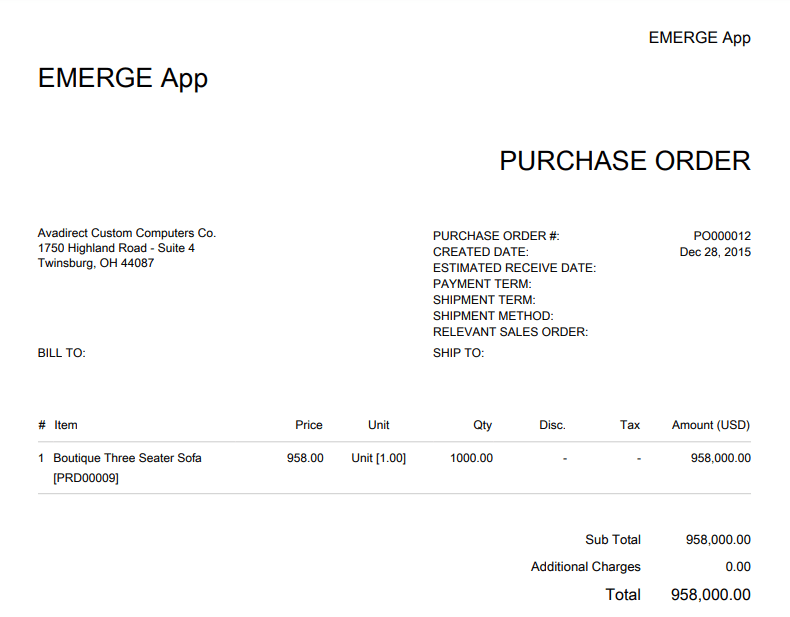 EMERGE App
EMERGE App
PURCHASE ORDER
Avadirect Custom Computers Co.
1750 Highland Road - Suite 4
Twinsburg, OH 44087
PURCHASE ORDER #: PO000012
CREATED DATE: Dec 28, 2015
ESTIMATED RECEIVE DATE:
PAYMENT TERM:
SHIPMENT TERM:
SHIPMENT METHOD:
RELEVANT SALES ORDER:
BILL TO: SHIP TO:
# Item Price Unit Qty Disc. Tax Amount (USD)
1 Boutique Three Seater Sofa 958.00 Unit [1.00] 1000.00 - - 958,000.00
[PRD00009]
Sub Total 958,000.00
Additional Charges 0.00
Total 958,000.00